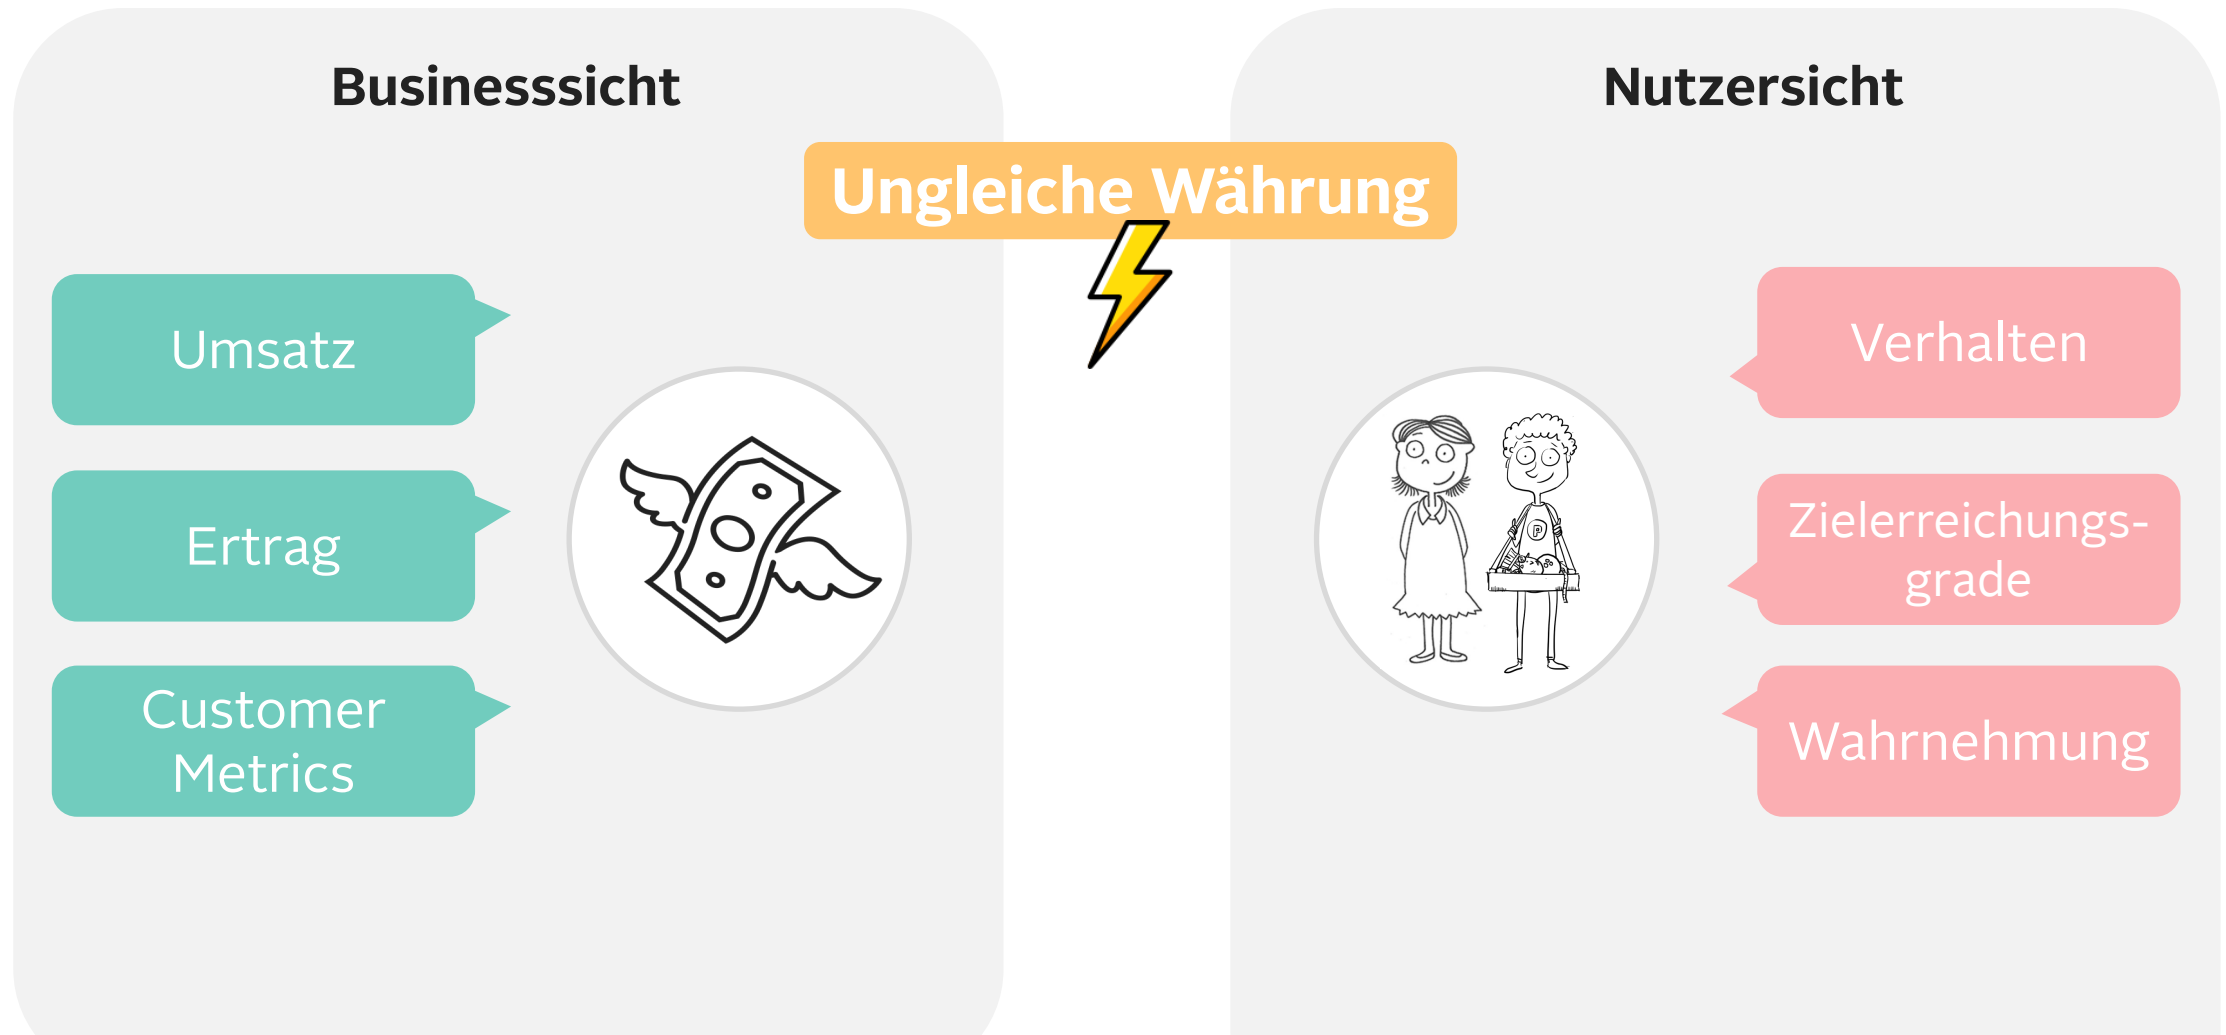 Businesssicht
Nutzersicht
Ungleiche Währung
Umsatz
Ertrag
Customer
Metrics
Verhalten
Zielerreichungs-
grade
Wahrnehmung